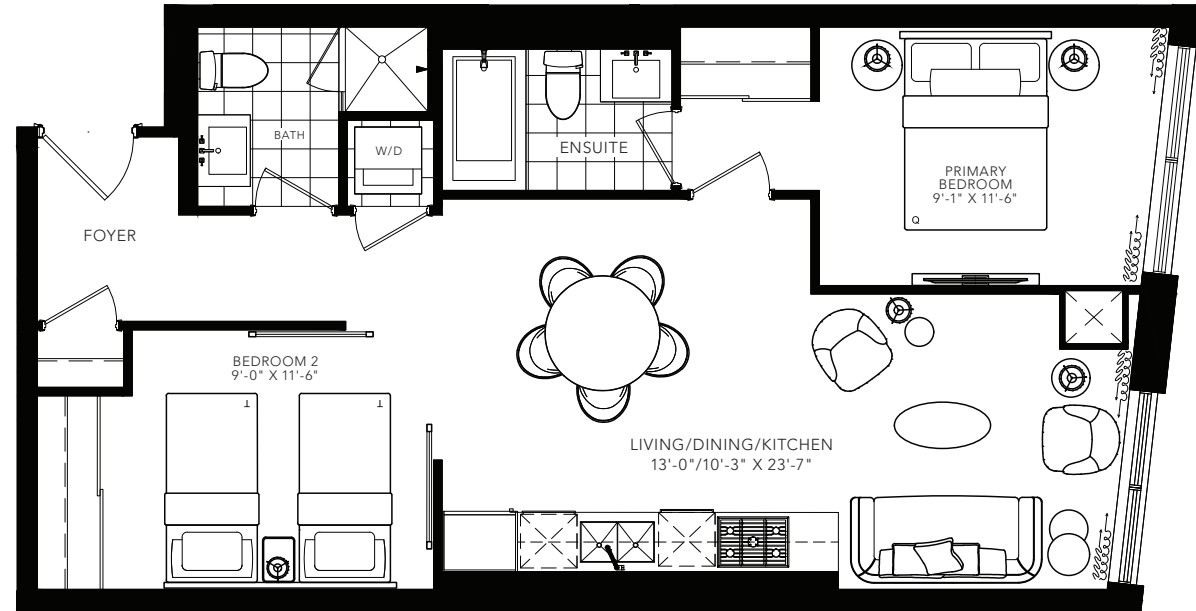 BATH
W/D
ENSUITE
PRIMARY
BEDROOM
9'-1" X 11'-6"
Q
FOYER
BEDROOM 2
9'-0" X 11'-6"
T
T
LIVING/DINING/KITCHEN
13'-0"/10'-3" X 23'-7"